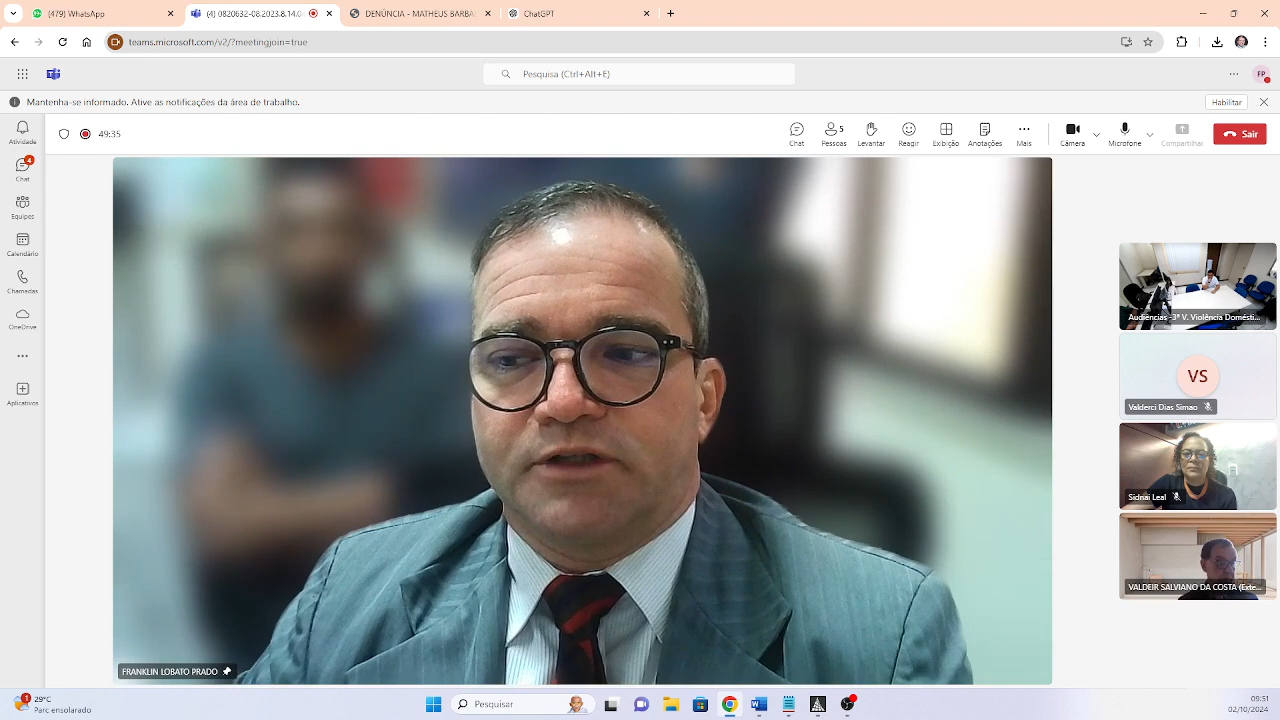 (479) WhatsApp
(4) 0820632-08.2023.8.14.0
DENÚNCIA - MATHEUS BARBA
ChatGPT
teams.microsoft.com/v2/?meetingjoin=true
Pesquisa (Ctrl+Alt+E)
FP
Mantenha-se informado. Ative as notificações da área de trabalho.
Habilitar
49:35
5
Chat
Pessoas
Levantar
Reagir
Exibição
Anotações
Mais
Câmera
Microfone
Compartilhar
Sair
Atividade
4
Chat
Equipes
Calendário
Chamadas
OneDrive
Aplicativos
Audiências -3ª V. Violência Domésti...
VS
Valderci Dias Simao
Sidnai Leal
VALDEIR SALVIANO DA COSTA (Exte...
FRANKLIN LOBATO PRADO
1
29°C
Parc ensolarado
Pesquisar
08:51
02/10/2024